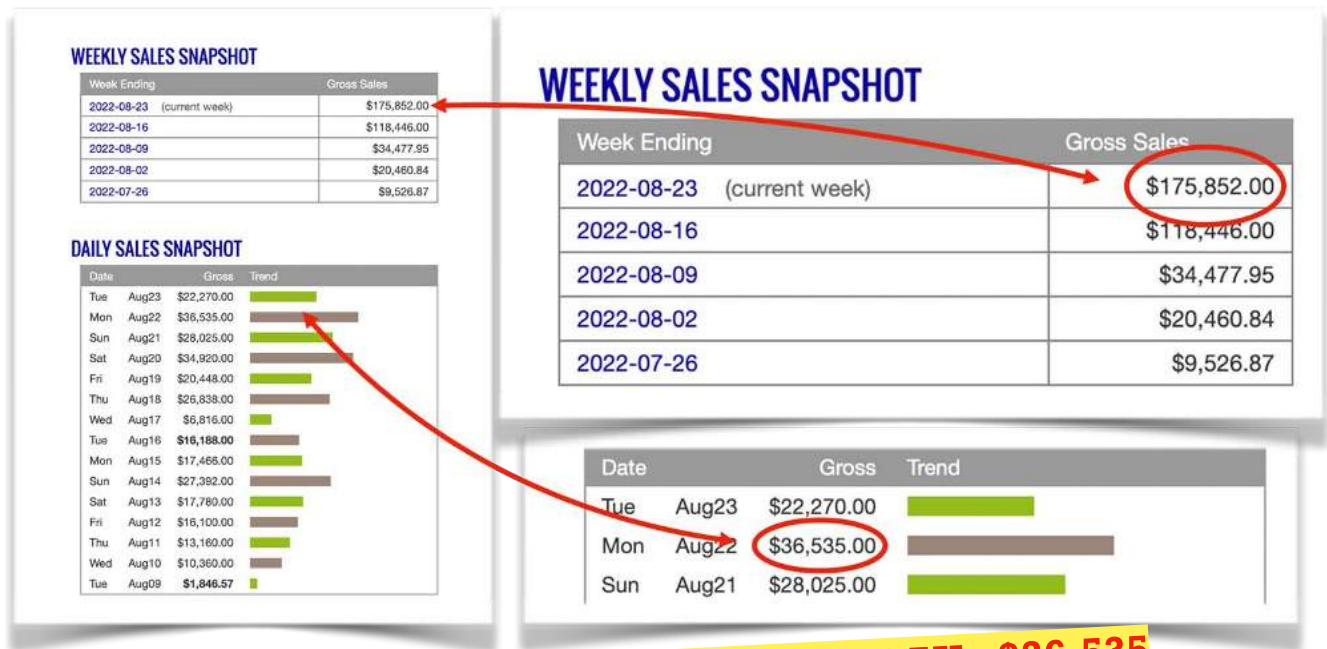 WEEKLY SALES SNAPSHOT
Week Ending Gross Sales
2022-08-23 (current week) $175,852.00
2022-08-16 $118,446.00
2022-08-09 $34,477.95
2022-08-02 $20,460.84
2022-07-26 $9,526.87
DAILY SALES SNAPSHOT
Date Gross Trend
Tue Aug23 $22,270.00
Mon Aug22 $36,535.00
Sun Aug21 $28,025.00
Sat Aug20 $34,920.00
Fri Aug19 $20,448.00
Thu Aug18 $26,838.00
Wed Aug17 $6,816.00
Tue Aug16 $16,188.00
Mon Aug15 $17,466.00
Sun Aug14 $27,392.00
Sat Aug13 $17,780.00
Fri Aug12 $16,100.00
Thu Aug11 $13,160.00
Wed Aug10 $10,360.00
Tue Aug09 $1,846.57
WEEKLY SALES SNAPSHOT
Week Ending Gross Sales
2022-08-23 (current week) $175,852.00
2022-08-16 $118,446.00
2022-08-09 $34,477.95
2022-08-02 $20,460.84
2022-07-26 $9,526.87
Date Gross Trend
Tue Aug23 $22,270.00
Mon Aug22 $36,535.00
Sun Aug21 $28,025.00
$36,535